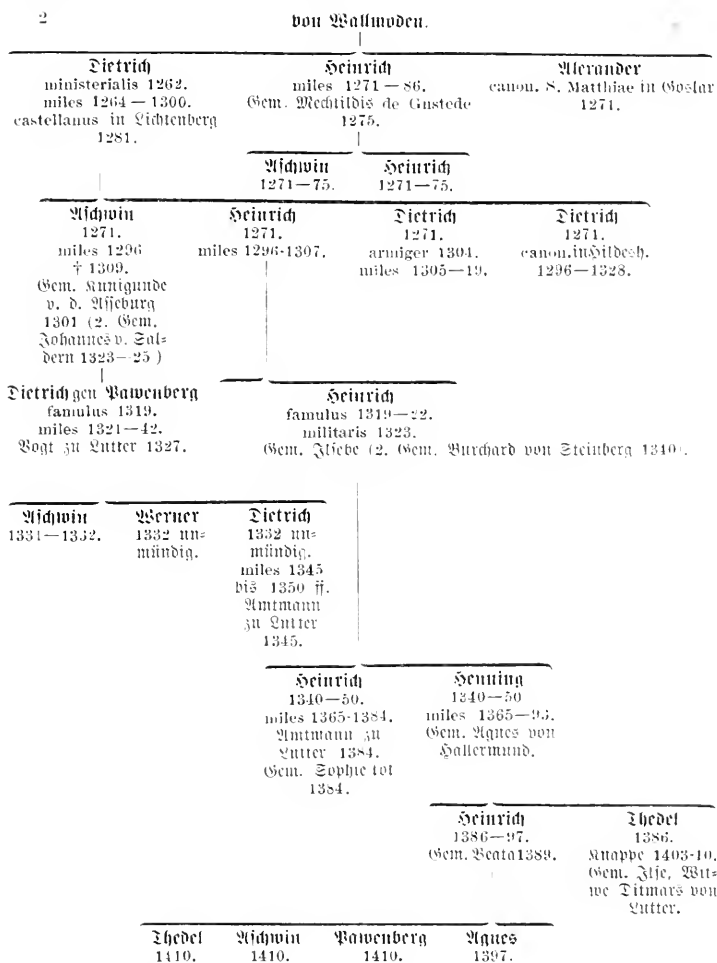 2
von Wallmoden.
Dietrich
ministerialis 1262.
miles 1264 — 1300.
castellanus in Lichtenberg
1281.
Heinrich
miles 1271 — 86.
Gem. Mechtildis de Gustede
1275.
Alexander
canon. S. Matthiae in Goslar
1271.
Aschwin
1271—75.
Heinrich
1271—75.
Aschwin
1271.
miles 1296
† 1309.
Gem. Kunigunde
v. d. Asseburg
1301 (2. Gem.
Johannes v. Sal=
dern 1323—25 )
Heinrich
1271.
miles 1296-1307.
Dietrich
1271.
armiger 1304.
miles 1305—19.
Dietrich
1271.
canon. in Hildesh.
1296—1328.
Dietrich gen Pawenberg
famulus 1319.
miles 1321—42.
Vogt zu Lutter 1327.
Heinrich
famulus 1319—22.
militaris 1323.
Gem. Ilsebe (2. Gem. Burchard von Steinberg 1340).
Aschwin
1331—1332.
Werner
1332 un=
mündig.
Dietrich
1332 un=
mündig.
miles 1345
bis 1350 ff.
Amtmann
zu Lutter
1345.
Heinrich
1340—50.
miles 1365-1384.
Amtmann zu
Lutter 1384.
Gem. Sophie tot
1384.
Henning
1340—50
miles 1365—93.
Gem. Agnes von
Hallermund.
Heinrich
1386—97.
Gem. Beata 1389.
Thedel
1386.
Knappe 1403-10.
Gem. Ilse, Wit=
we Ditmars von
Lutter.
Thedel
1410.
Aschwin
1410.
Pawenberg
1410.
Agnes
1397.